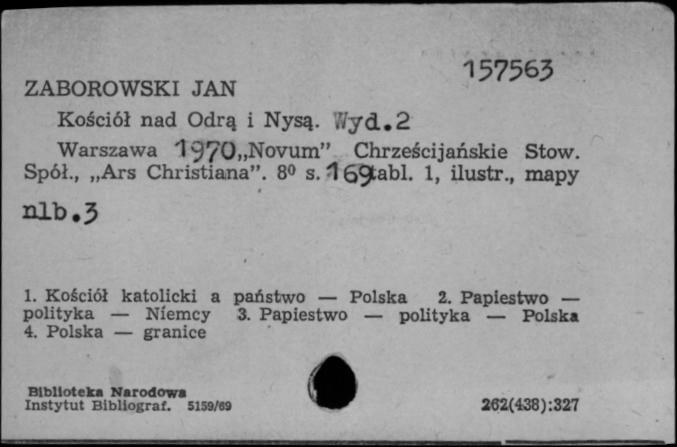 157563
ZABOROWSKI JAN
Kościół nad Odrą i Nysą. Wyd.2
Warszawa 1970„Novum” Chrześcijańskie Stow.
Spół., „Ars Christiana”. 8⁰ s. 169tabl. 1, ilustr., mapy
nlb.3
1. Kościół katolicki a państwo — Polska 2. Papiestwo —
polityka — Niemcy 3. Papiestwo — polityka — Polska
4. Polska — granice
Biblioteka Narodowa
Instytut Bibliograf. 5159/69
262(438):327